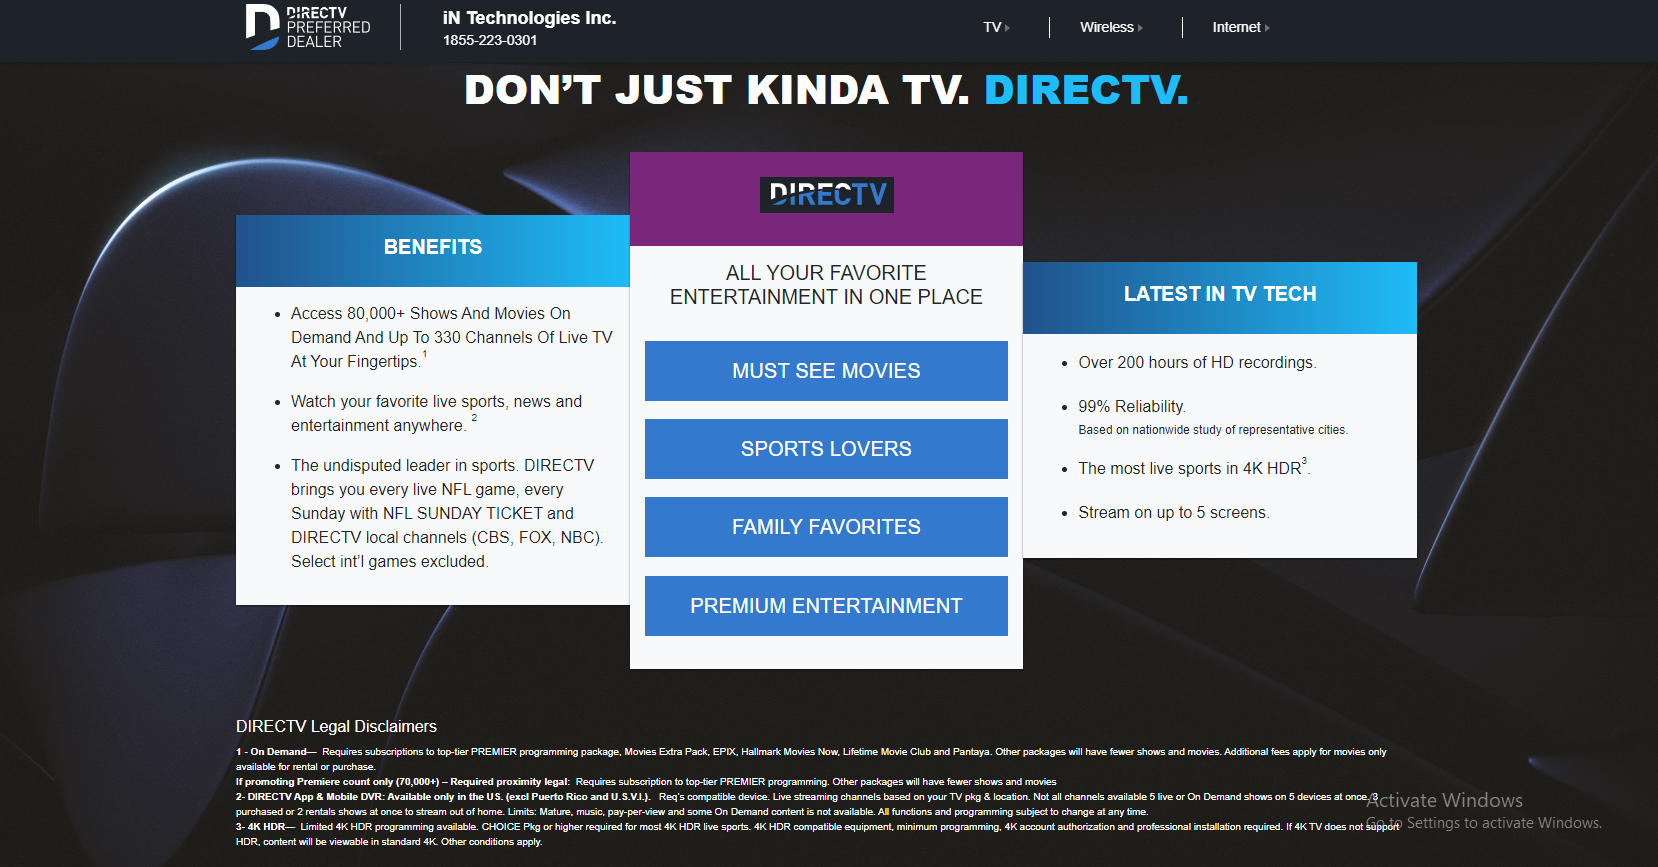 DIRECTV
PREFERRED
DEALER
iN Technologies Inc.
1855-223-0301
TV
Wireless
Internet
DON’T JUST KINDA TV. DIRECTV.
BENEFITS
Access 80,000+ Shows And Movies On
Demand And Up To 330 Channels Of Live TV
At Your Fingertips. 1
Watch your favorite live sports, news and
entertainment anywhere. 2
The undisputed leader in sports. DIRECTV
brings you every live NFL game, every
Sunday with NFL SUNDAY TICKET and
DIRECTV local channels (CBS, FOX, NBC).
Select int’l games excluded.
DIRECTV
ALL YOUR FAVORITE
ENTERTAINMENT IN ONE PLACE
MUST SEE MOVIES
SPORTS LOVERS
FAMILY FAVORITES
PREMIUM ENTERTAINMENT
LATEST IN TV TECH
Over 200 hours of HD recordings.
99% Reliability.
Based on nationwide study of representative cities.
The most live sports in 4K HDR3.
Stream on up to 5 screens.
DIRECTV Legal Disclaimers
1 - On Demand— Requires subscriptions to top-tier PREMIER programming package, Movies Extra Pack, EPIX, Hallmark Movies Now, Lifetime Movie Club and Pantaya. Other packages will have fewer shows and movies. Additional fees apply for movies only
available for rental or purchase.
If promoting Premiere count only (70,000+) – Required proximity legal: Requires subscription to top-tier PREMIER programming. Other packages will have fewer shows and movies
2- DIRECTV App & Mobile DVR: Available only in the US. (excl Puerto Rico and U.S.V.I.). Req’s compatible device. Live streaming channels based on your TV pkg & location. Not all channels available 5 live or On Demand shows on 5 devices at once. 3
purchased or 2 rentals shows at once to stream out of home. Limits: Mature, music, pay-per-view and some On Demand content is not available. All functions and programming subject to change at any time.
3- 4K HDR— Limited 4K HDR programming available. CHOICE Pkg or higher required for most 4K HDR live sports. 4K HDR compatible equipment, minimum programming, 4K account authorization and professional installation required. If 4K TV does not support
HDR, content will be viewable in standard 4K. Other conditions apply.
Activate Windows
Go to Settings to activate Windows.